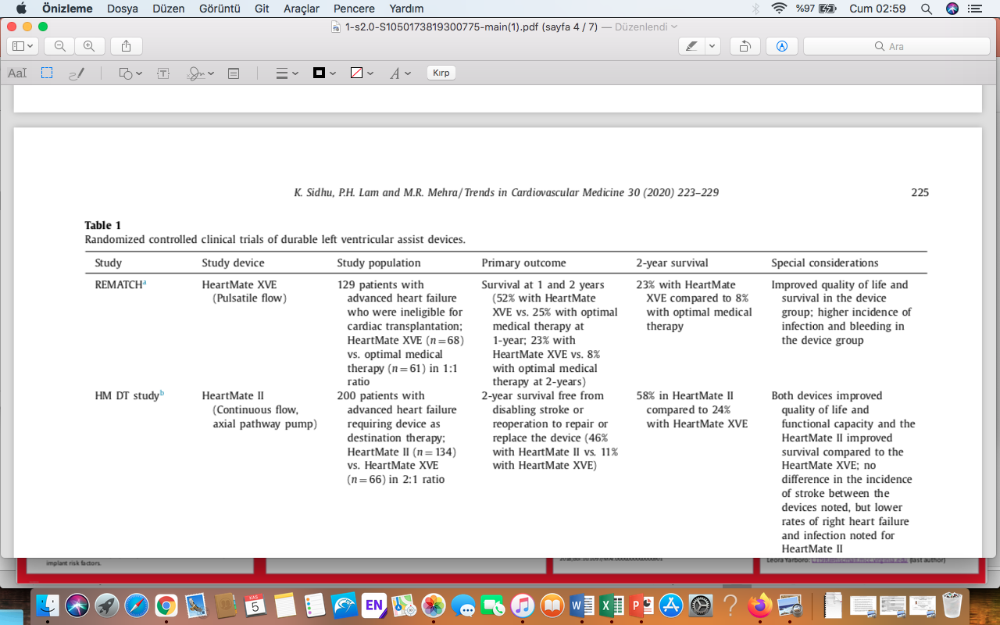 Önizleme Dosya Düzen Görüntü Git Araçlar Pencere Yardım %97 Cum 02:59
1-s2.0-S1050173819300775-main(1).pdf (sayfa 4 / 7) — Düzenlendi
Ara
AaI T A Kırp
K. Sidhu, P.H. Lam and M.R. Mehra / Trends in Cardiovascular Medicine 30 (2020) 223–229 225
Table 1
Randomized controlled clinical trials of durable left ventricular assist devices.
Study Study device Study population Primary outcome 2-year survival Special considerations
REMATCHa HeartMate XVE 129 patients with Survival at 1 and 2 years 23% with HeartMate Improved quality of life and
(Pulsatile flow) advanced heart failure (52% with HeartMate XVE compared to 8% survival in the device
who were ineligible for XVE vs. 25% with optimal with optimal medical group; higher incidence of
cardiac transplantation; medical therapy at therapy infection and bleeding in
HeartMate XVE (n = 68) 1-year; 23% with the device group
vs. optimal medical HeartMate XVE vs. 8%
therapy (n = 61) in 1:1 with optimal medical
ratio therapy at 2-years)
HM DT studyb HeartMate II 200 patients with 2-year survival free from 58% in HeartMate II Both devices improved
(Continuous flow, advanced heart failure disabling stroke or compared to 24% quality of life and
axial pathway pump) requiring device as reoperation to repair or with HeartMate XVE functional capacity and the
destination therapy; replace the device (46% HeartMate II improved
HeartMate II (n = 134) with HeartMate II vs. 11% survival compared to the
vs. HeartMate XVE with HeartMate XVE) HeartMate XVE; no
(n = 66) in 2:1 ratio difference in the incidence
of stroke between the
devices noted, but lower
rates of right heart failure
and infection noted for
HeartMate II
implant risk factors.
Leora Yarboro: (last author)
KAS
5
EN
W X P